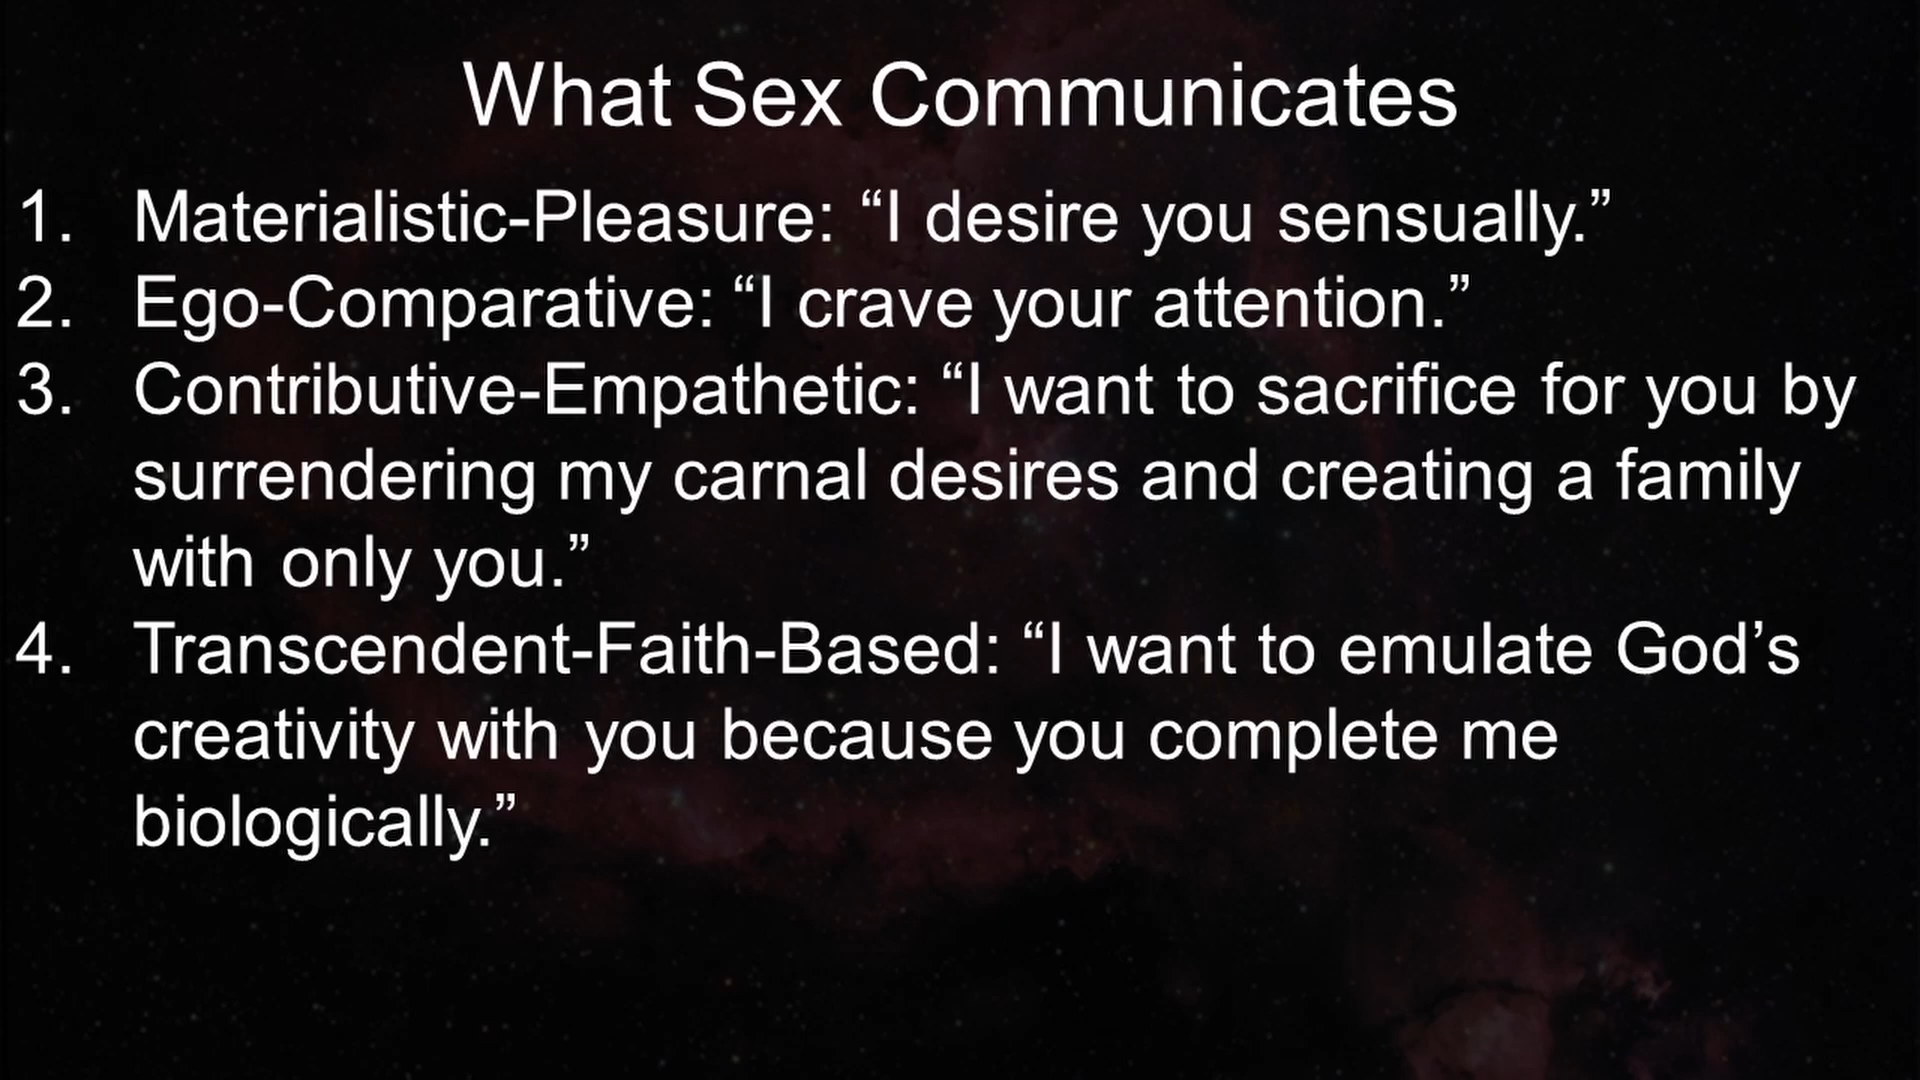 What Sex Communicates
1. Materialistic-Pleasure: “I desire you sensually.”
2. Ego-Comparative: “I crave your attention.”
3. Contributive-Empathetic: “I want to sacrifice for you by
surrendering my carnal desires and creating a family
with only you.”
4. Transcendent-Faith-Based: “I want to emulate God’s
creativity with you because you complete me
biologically.”